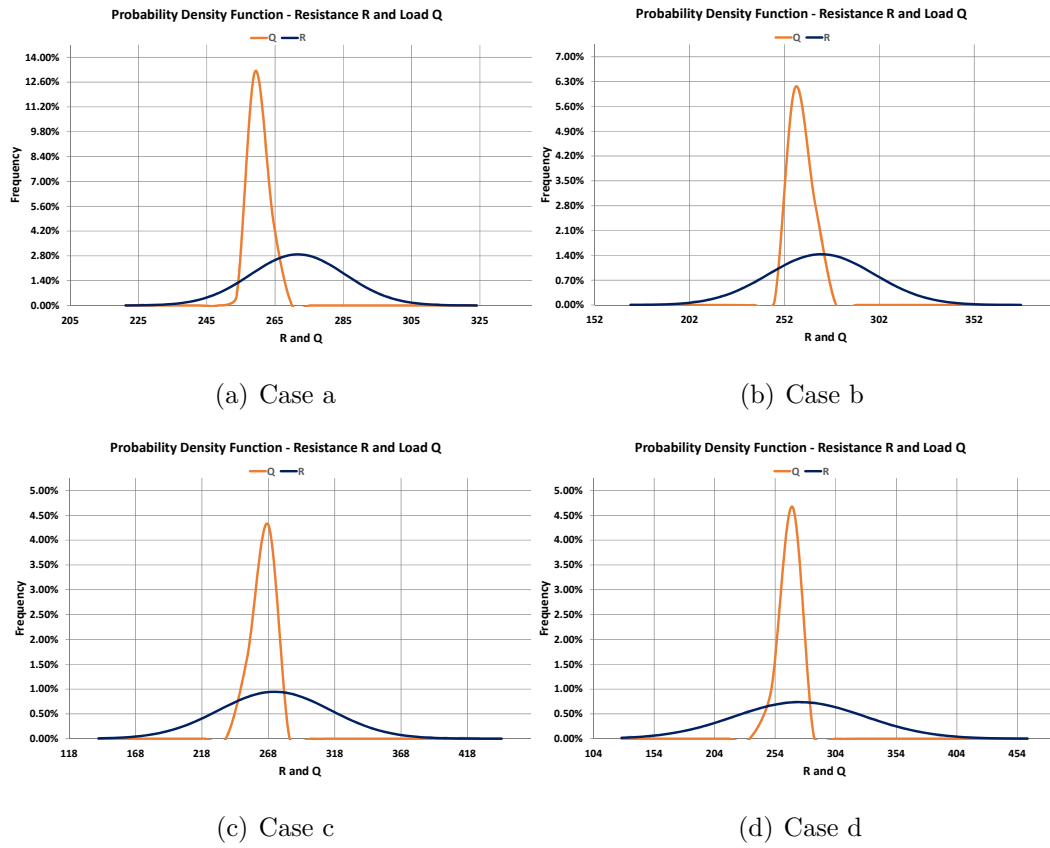 Probability Density Function - Resistance R and Load Q
Q R
14.00%
12.60%
11.20%
9.80%
8.40%
7.00%
5.60%
4.20%
2.80%
1.40%
0.00%
Frequency
205 225 245 265 285 305 325
R and Q
(a) Case a
Probability Density Function - Resistance R and Load Q
Q R
7.00%
6.30%
5.60%
4.90%
4.20%
3.50%
2.80%
2.10%
1.40%
0.70%
0.00%
Frequency
152 202 252 302 352
R and Q
(b) Case b
Probability Density Function - Resistance R and Load Q
Q R
5.00%
4.50%
4.00%
3.50%
3.00%
2.50%
2.00%
1.50%
1.00%
0.50%
0.00%
Frequency
118 168 218 268 318 368 418
R and Q
(c) Case c
Probability Density Function - Resistance R and Load Q
Q R
5.00%
4.50%
4.00%
3.50%
3.00%
2.50%
2.00%
1.50%
1.00%
0.50%
0.00%
Frequency
104 154 204 254 304 354 404 454
R and Q
(d) Case d